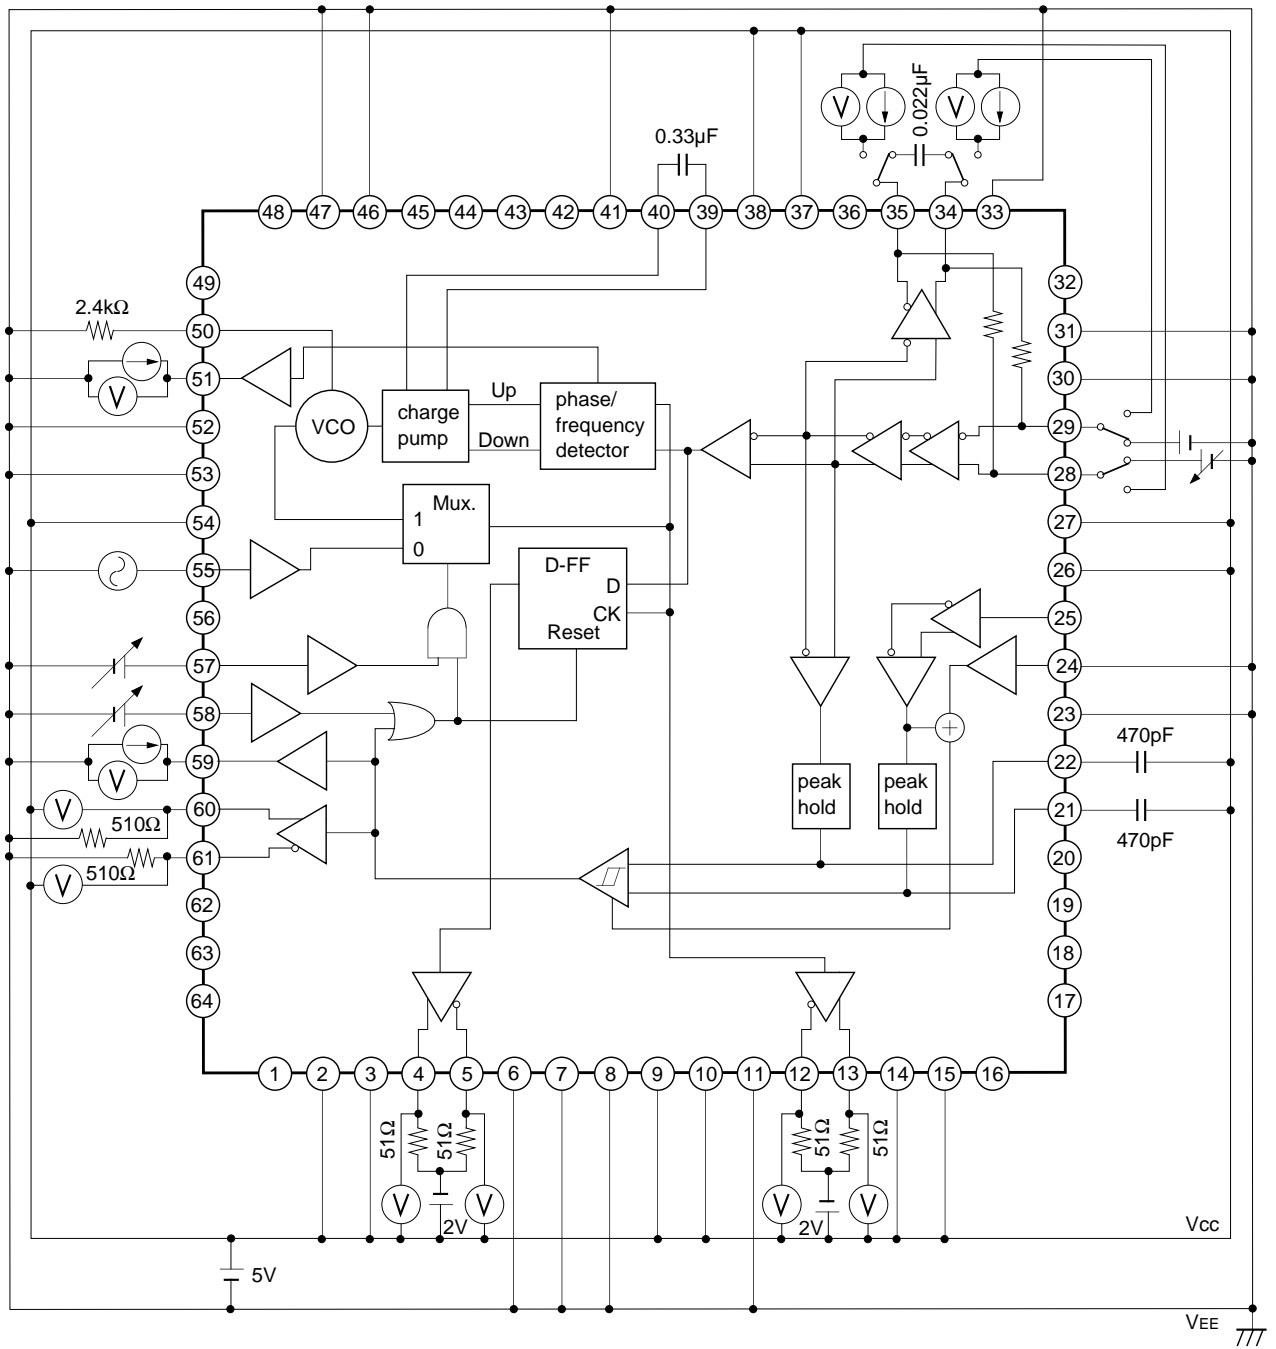 0.022µF
V
V
0.33µF
48 47 46 45 44 43 42 41 40 39 38 37 36 35 34 33
49
32
2.4kΩ
50
31
51
V
30
Up
phase/
frequency
detector
charge
pump
Down
VCO
52
29
53
28
54
27
Mux.
1
0
55
26
D-FF
D
CK
Reset
56
25
57
24
58
23
59
V
22
470pF
peak
hold
peak
hold
60
V
510Ω
21
470pF
61
510Ω
V
20
62
19
63
18
64
17
1 2 3 4 5 6 7 8 9 10 11 12 13 14 15 16
51Ω
51Ω
51Ω
51Ω
V
V
V
V
2V
2V
Vcc
5V
VEE